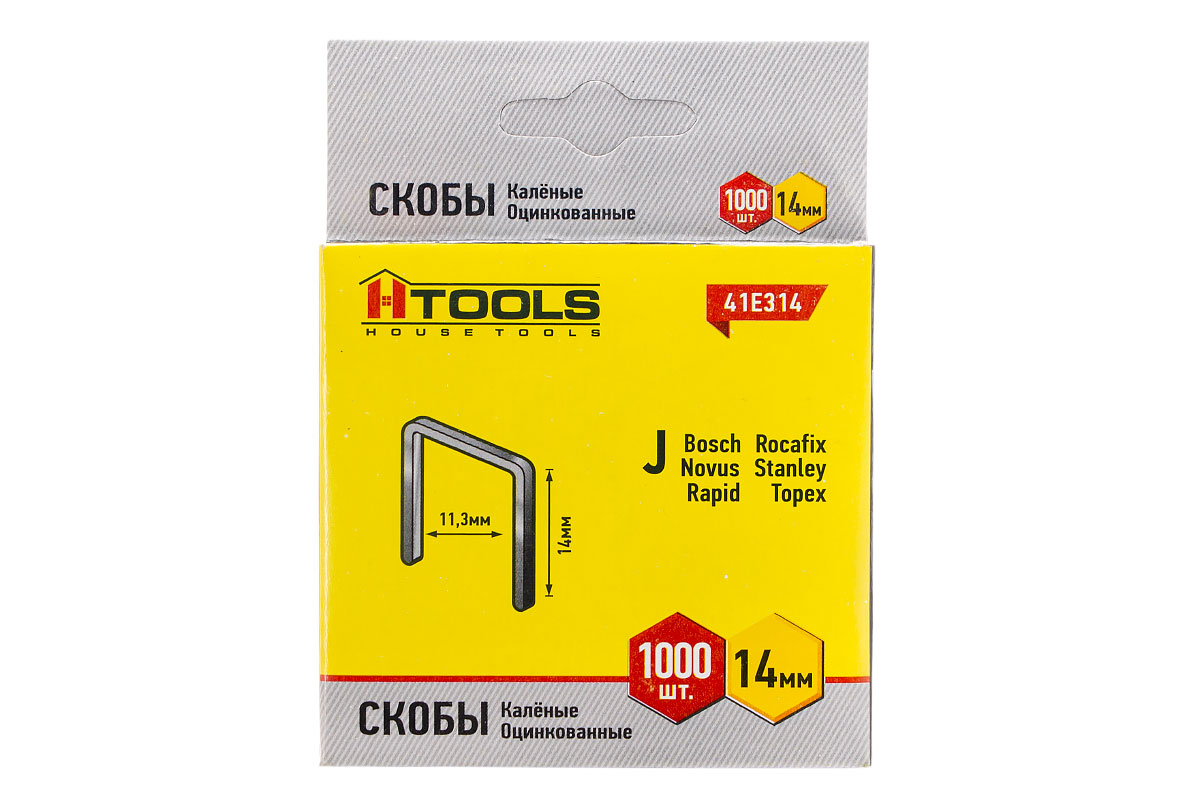 СКОБЫ
Калёные
Оцинкованные
1000
шт.
14мм
HTOOLS
HOUSE TOOLS
41E314
J
Bosch Rocafix
Novus Stanley
Rapid Topex
11,3мм
14мм
1000
шт.
14мм
СКОБЫ
Калёные
Оцинкованные